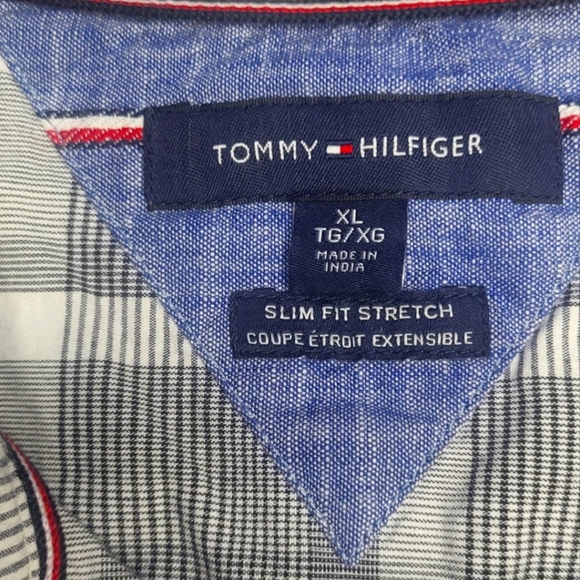 TOMMY HILFIGER
XL
TG/XG
MADE IN
INDIA
SLIM FIT STRETCH
COUPE ÉTROIT EXTENSIBLE